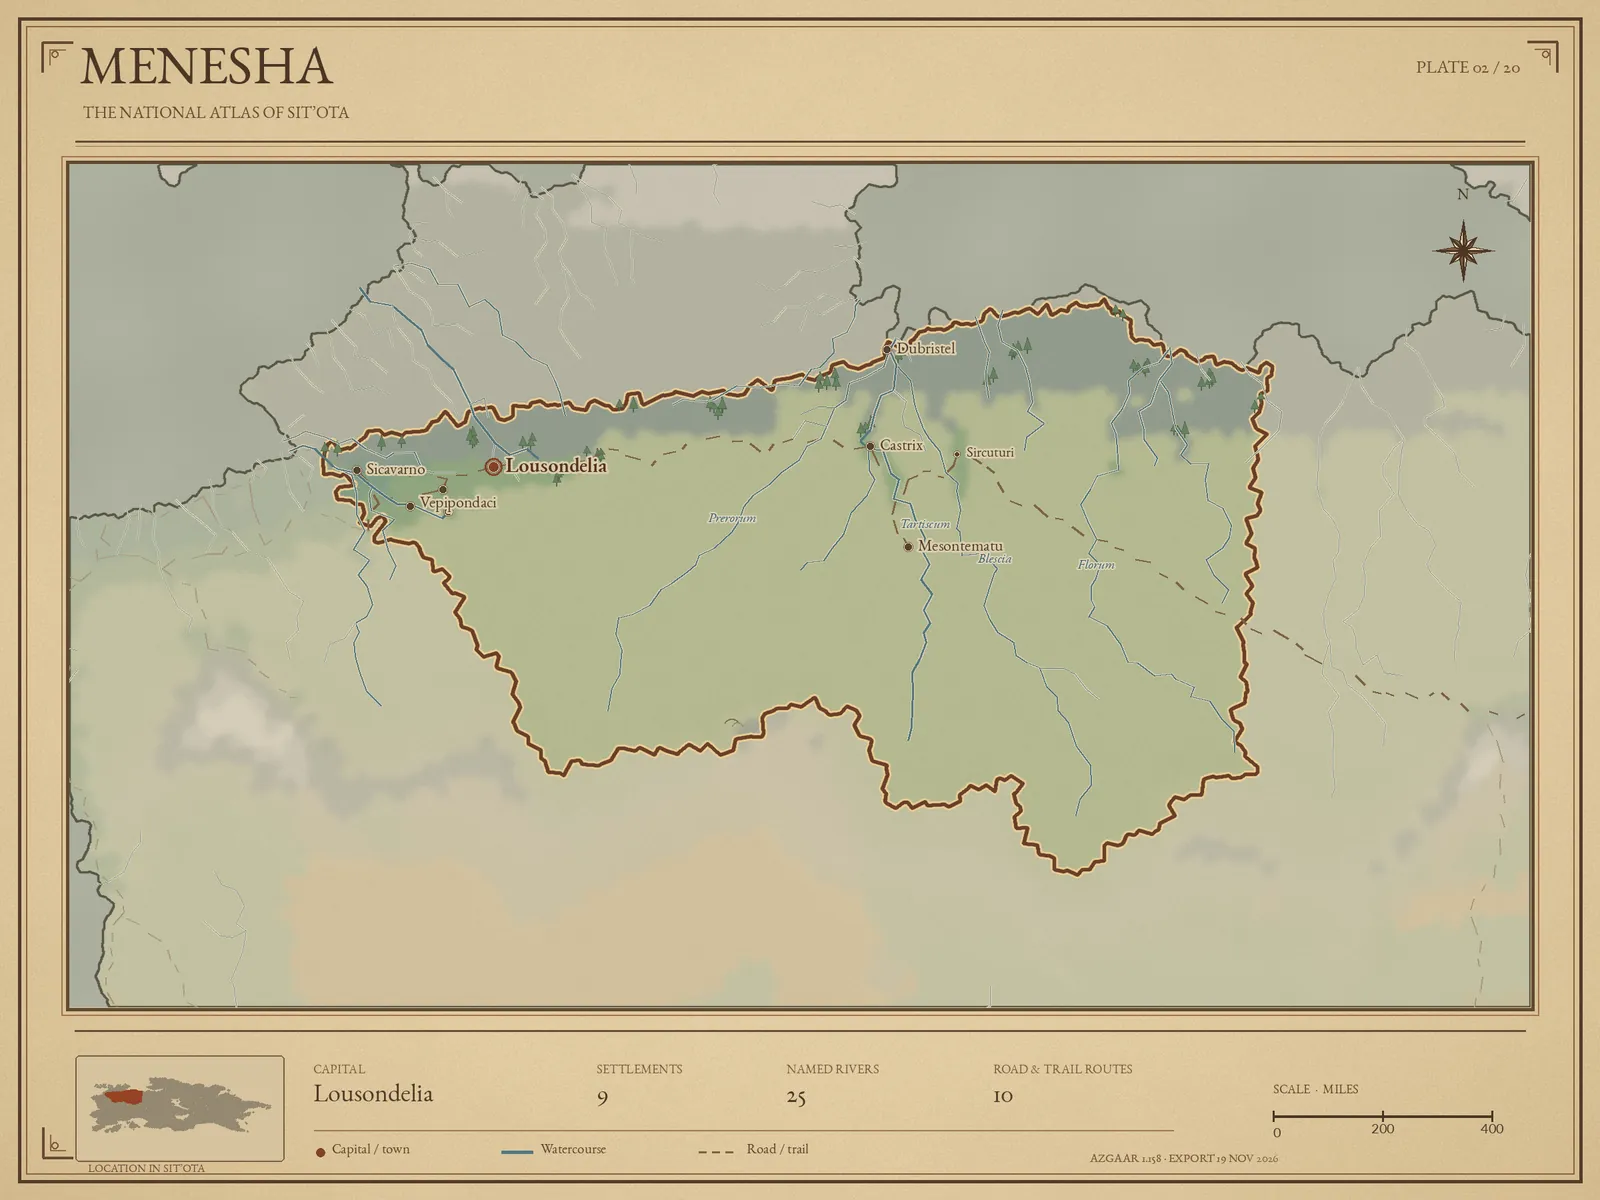 MENESHA
THE NATIONAL ATLAS OF SIT'OTA
PLATE 02 / 20
N
Dubristel
Castrix
Sircuturi
Sicavarno
Lousondelia
Vepipondaci
Prerorum
Tartiscum
Mesontematu
Blescia
Florum
CAPITAL
Lousondelia
SETTLEMENTS
9
NAMED RIVERS
25
ROAD & TRAIL ROUTES
10
SCALE · MILES
0 200 400
Capital / town
Watercourse
Road / trail
LOCATION IN SIT'OTA
AZGAAR 1.158 · EXPORT 19 NOV 2026